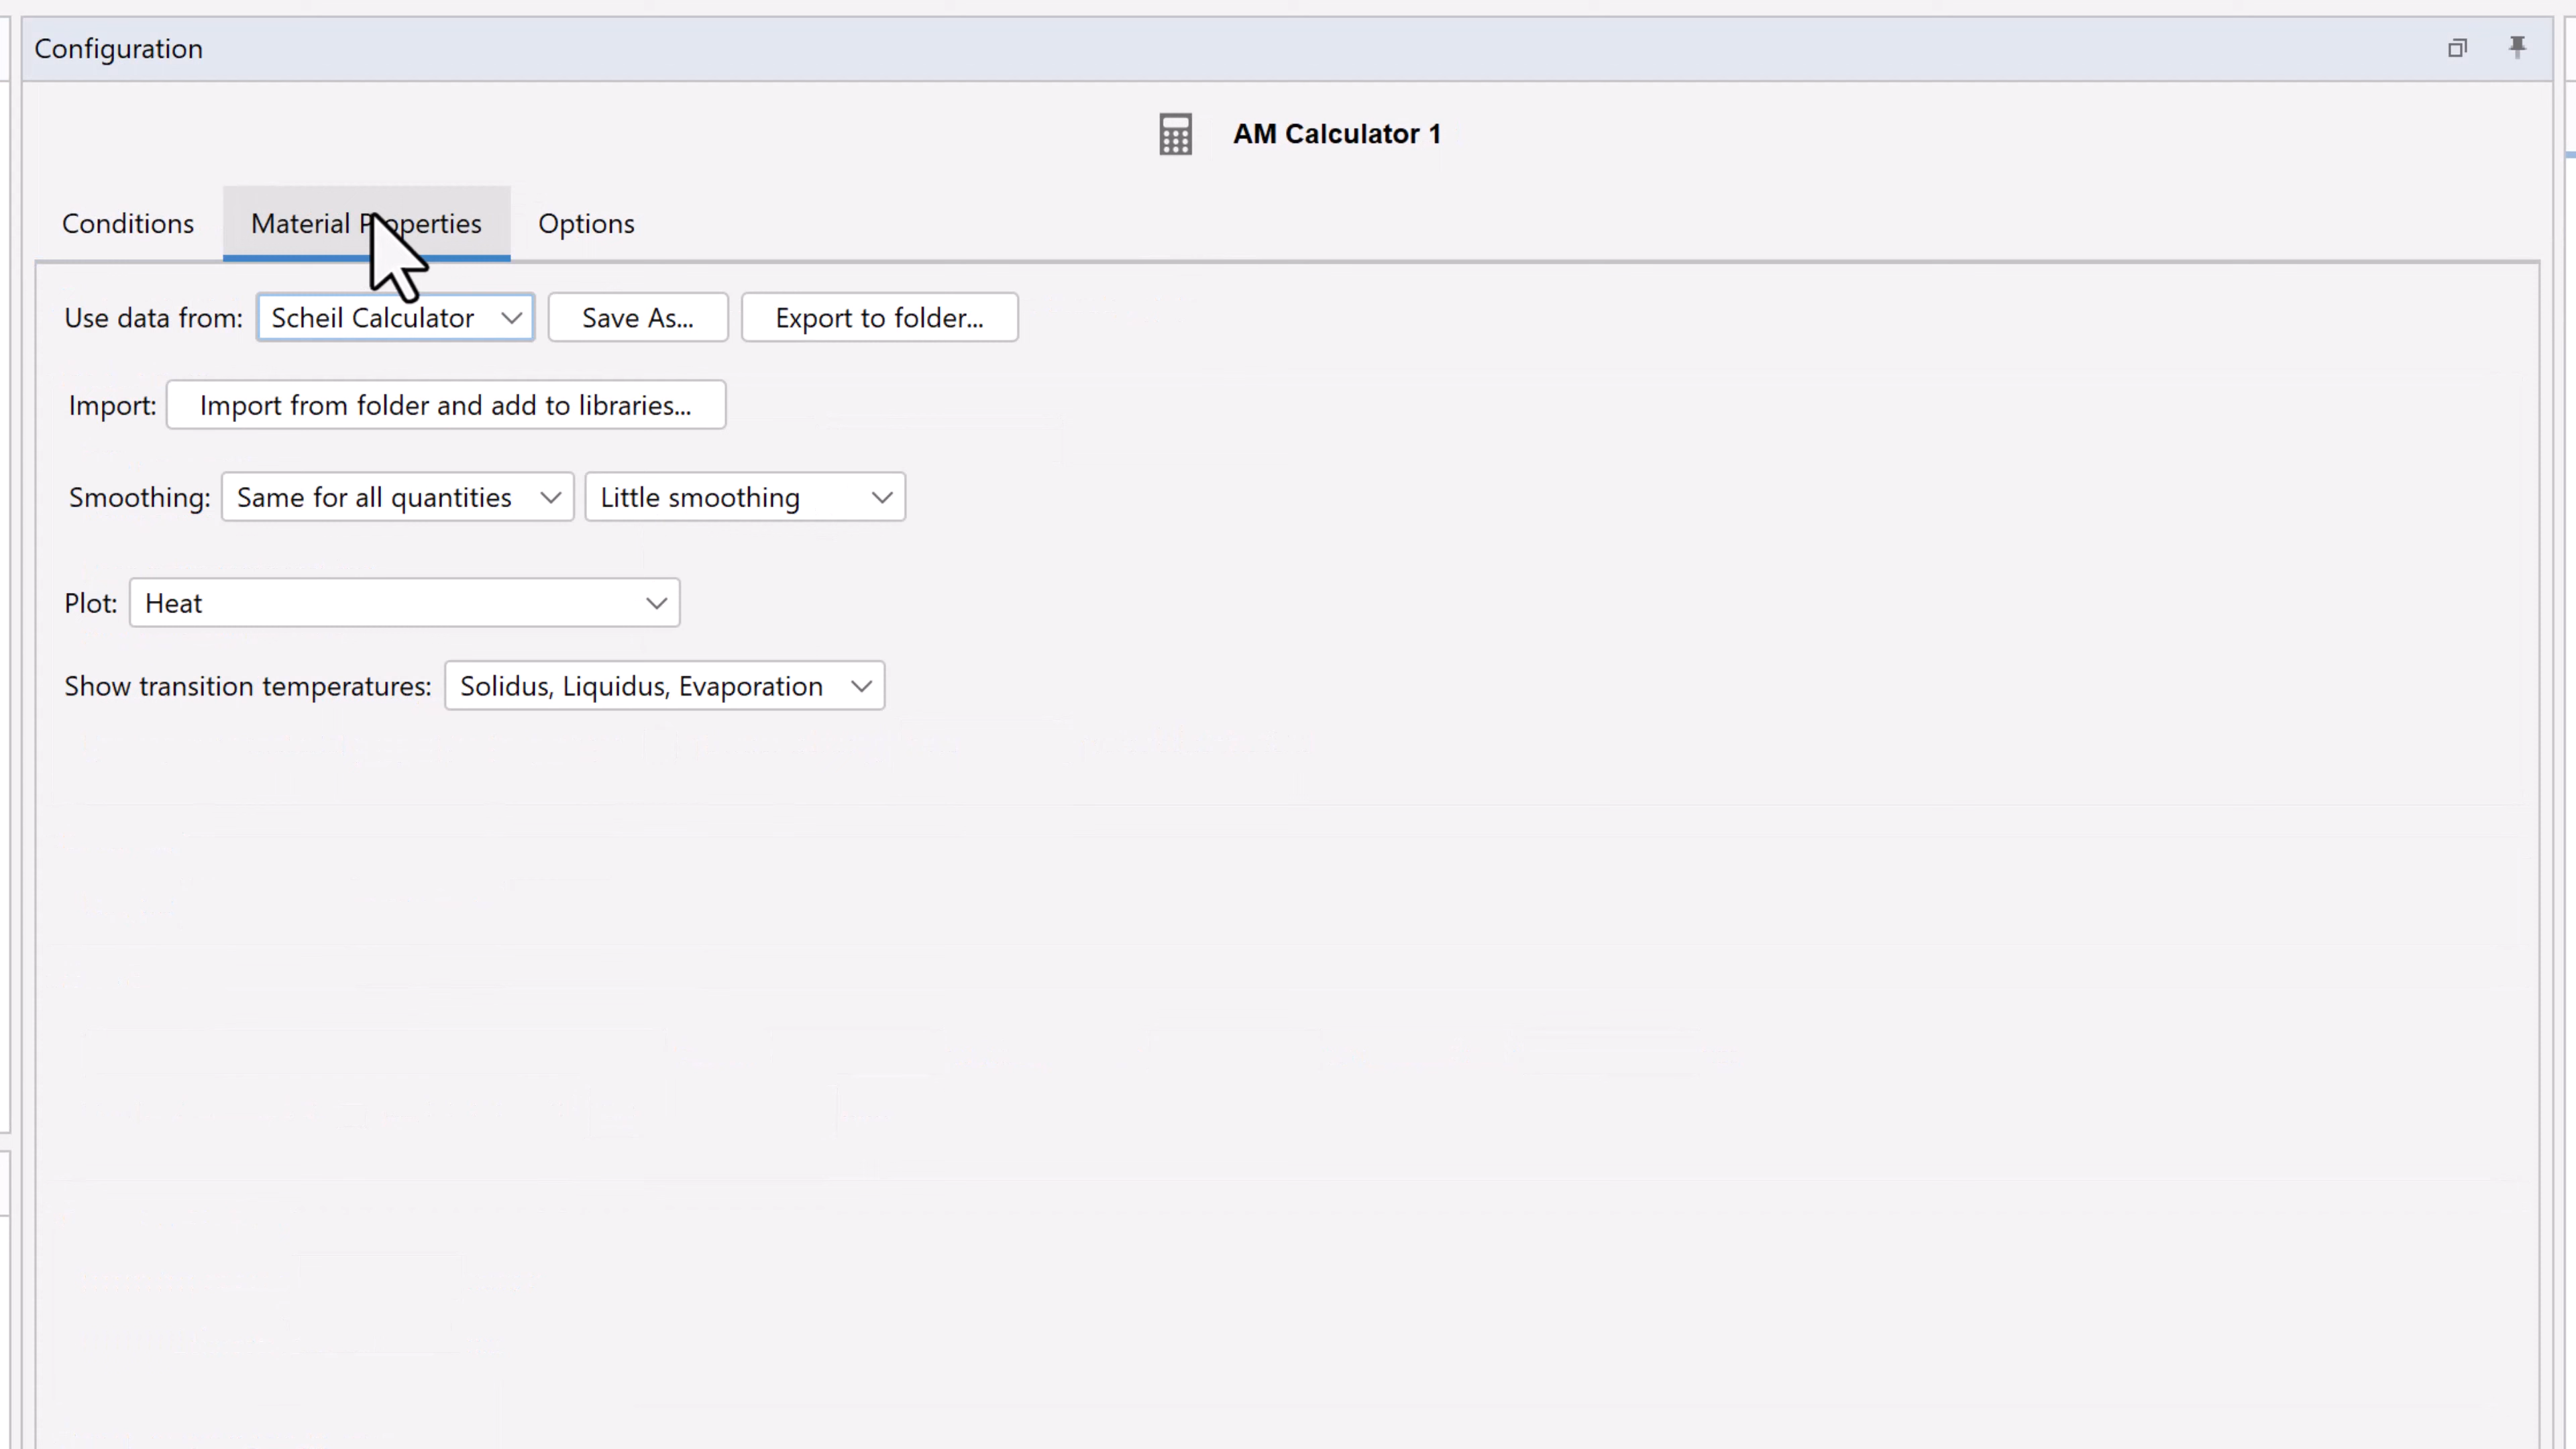 Configuration
AM Calculator 1
Conditions Material Properties Options
Use data from: Scheil Calculator Save As... Export to folder...
Import: Import from folder and add to libraries...
Smoothing: Same for all quantities Little smoothing
Plot: Heat
Show transition temperatures: Solidus, Liquidus, Evaporation